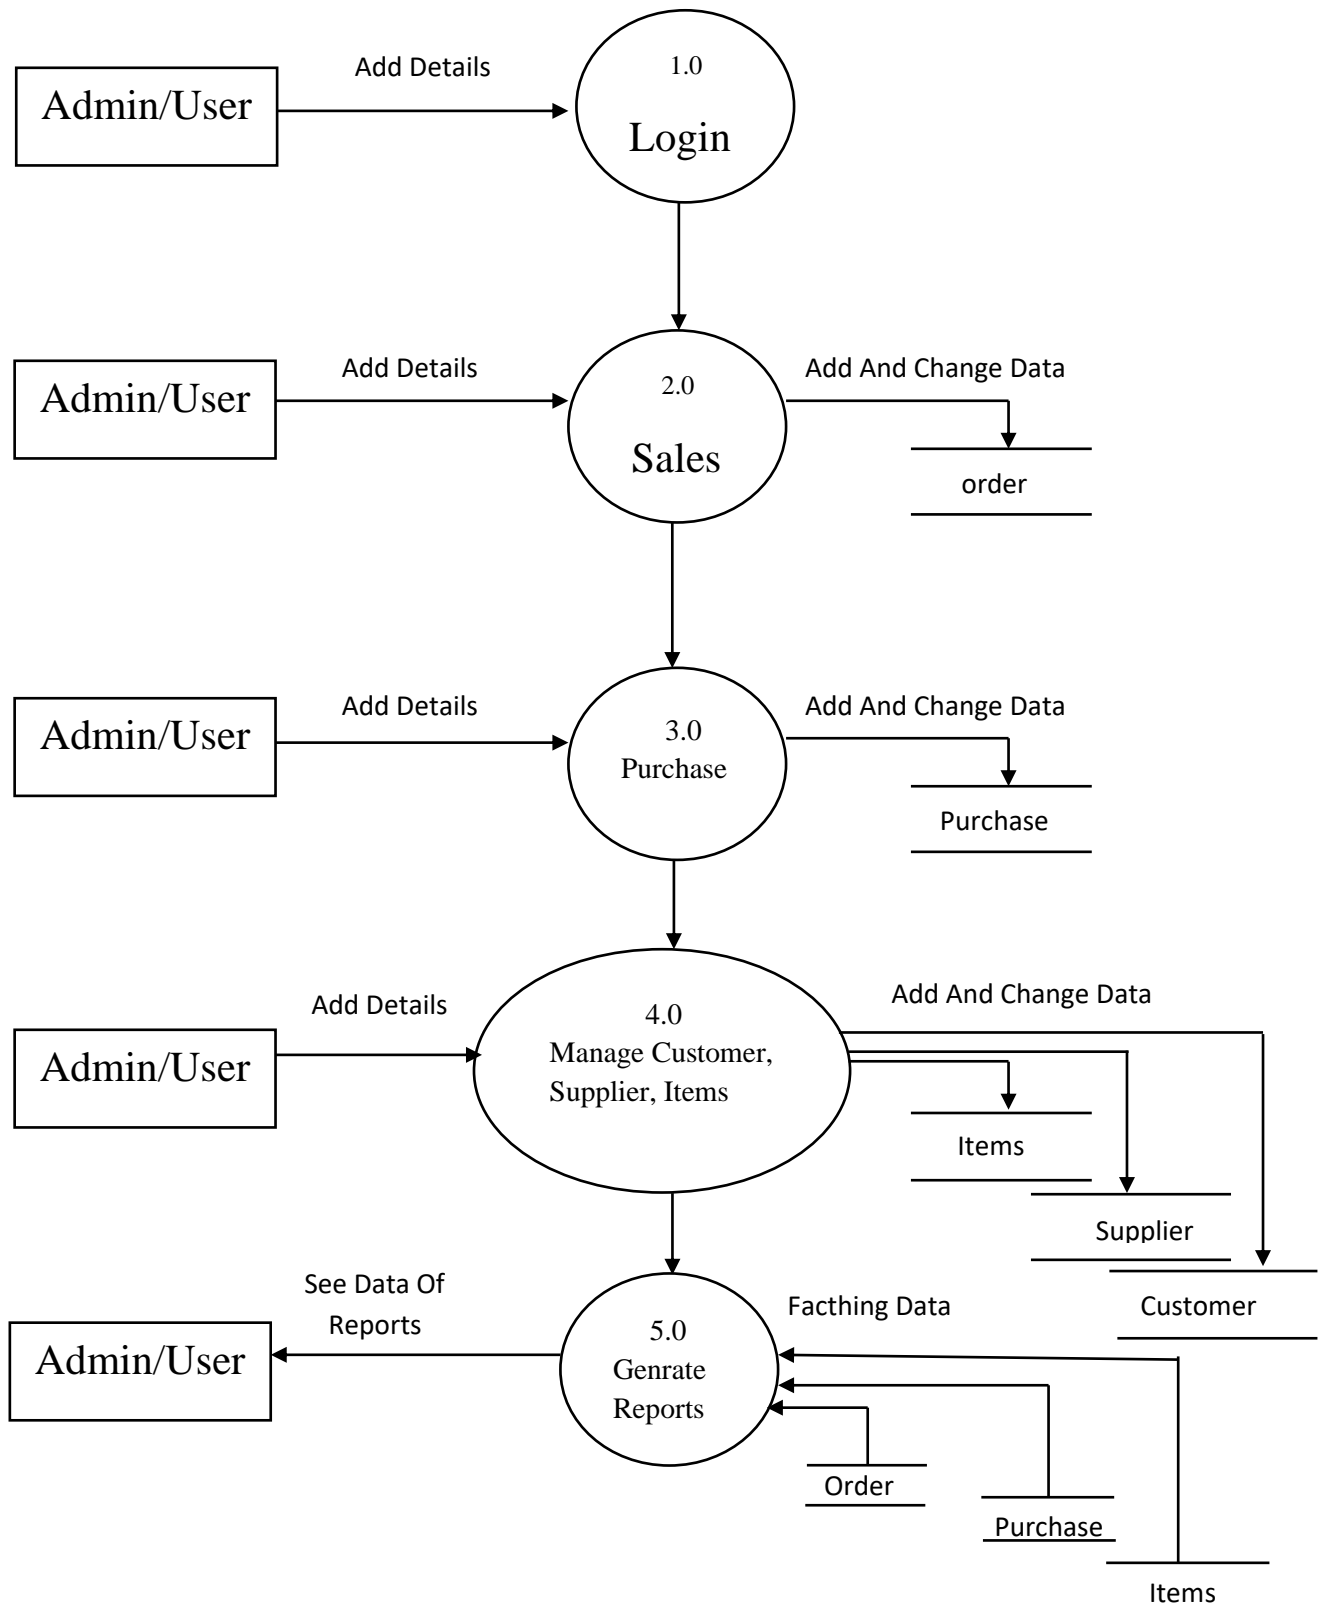 Add Details
1.0
Admin/User
Login
Add Details
2.0
Add And Change Data
Admin/User
Sales
order
Add Details
3.0
Add And Change Data
Admin/User
Purchase
Purchase
Add Details
4.0
Add And Change Data
Admin/User
Manage Customer,
Supplier, Items
Items
Supplier
Customer
See Data Of
Reports
5.0
Facthing Data
Admin/User
Genrate
Reports
Order
Purchase
Items